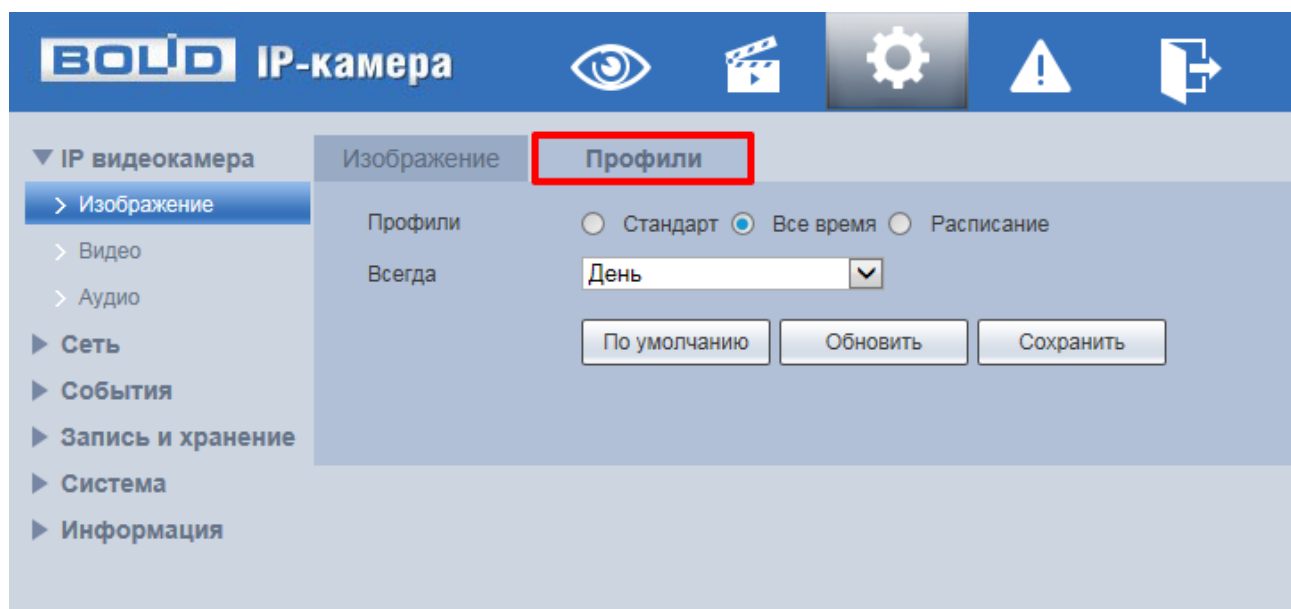 BOLID IP-камера
IP видеокамера
Изображение
Видео
Аудио
Сеть
События
Запись и хранение
Система
Информация
Изображение Профили
Профили Стандарт Все время Расписание
Всегда День
По умолчанию Обновить Сохранить